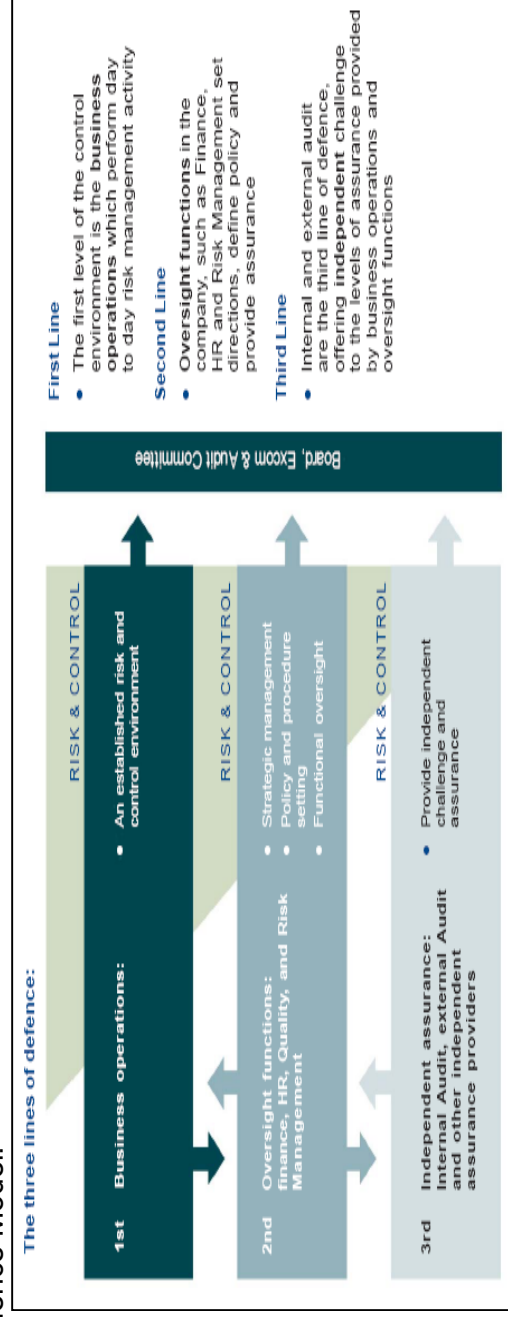 ence Model:
The three lines of defence:
RISK & CONTROL
1st Business operations:
• An established risk and
control environment
RISK & CONTROL
2nd Oversight functions:
finance, HR, Quality, and Risk
Management
• Strategic management
• Policy and procedure
setting
• Functional oversight
RISK & CONTROL
3rd Independent assurance:
Internal Audit, external Audit
and other independent
assurance providers
• Provide independent
challenge and
assurance
Board, Excom & Audit Committee
First Line
• The first level of the control
environment is the business
operations which perform day
to day risk management activity
Second Line
• Oversight functions in the
company, such as Finance,
HR and Risk Management set
directions, define policy and
provide assurance
Third Line
• Internal and external audit
are the third line of defence,
offering independent challenge
to the levels of assurance provided
by business operations and
oversight functions